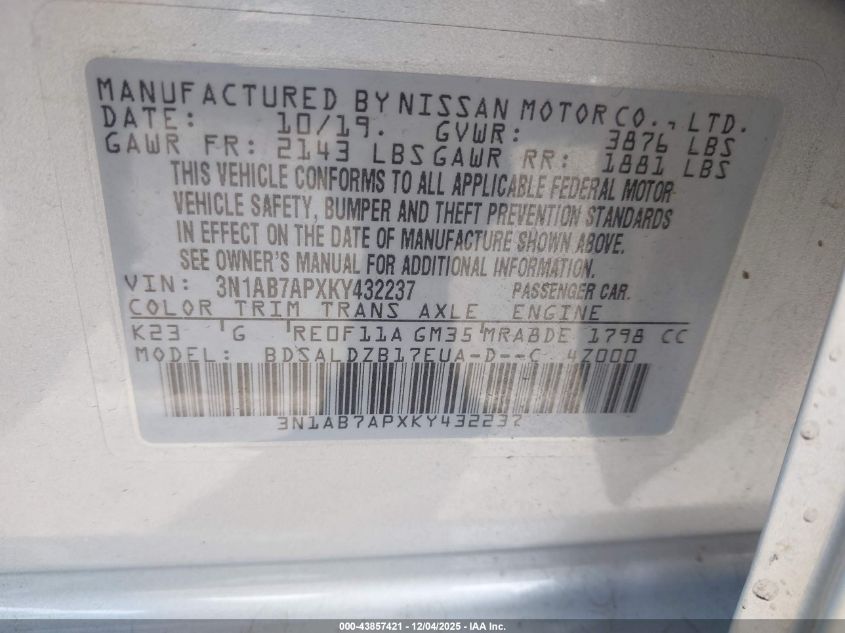 MANUFACTURED BY NISSAN MOTOR CO., LTD.
DATE: 10/19. GVWR: 3876 LBS
GAWR FR: 2143 LBS GAWR RR: 1881 LBS
THIS VEHICLE CONFORMS TO ALL APPLICABLE FEDERAL MOTOR
VEHICLE SAFETY, BUMPER AND THEFT PREVENTION STANDARDS
IN EFFECT ON THE DATE OF MANUFACTURE SHOWN ABOVE.
SEE OWNER'S MANUAL FOR ADDITIONAL INFORMATION.
VIN: 3N1AB7APXKY432237 PASSENGER CAR.
COLOR TRIM TRANS AXLE ENGINE
K23 G RE0F11A GM35 MRA8DE 1798 CC
MODEL: BDSALDZB17EUA-D--C 4Z000
3N1AB7APXKY432237
000-43857421 - 12/04/2025 - IAA Inc.